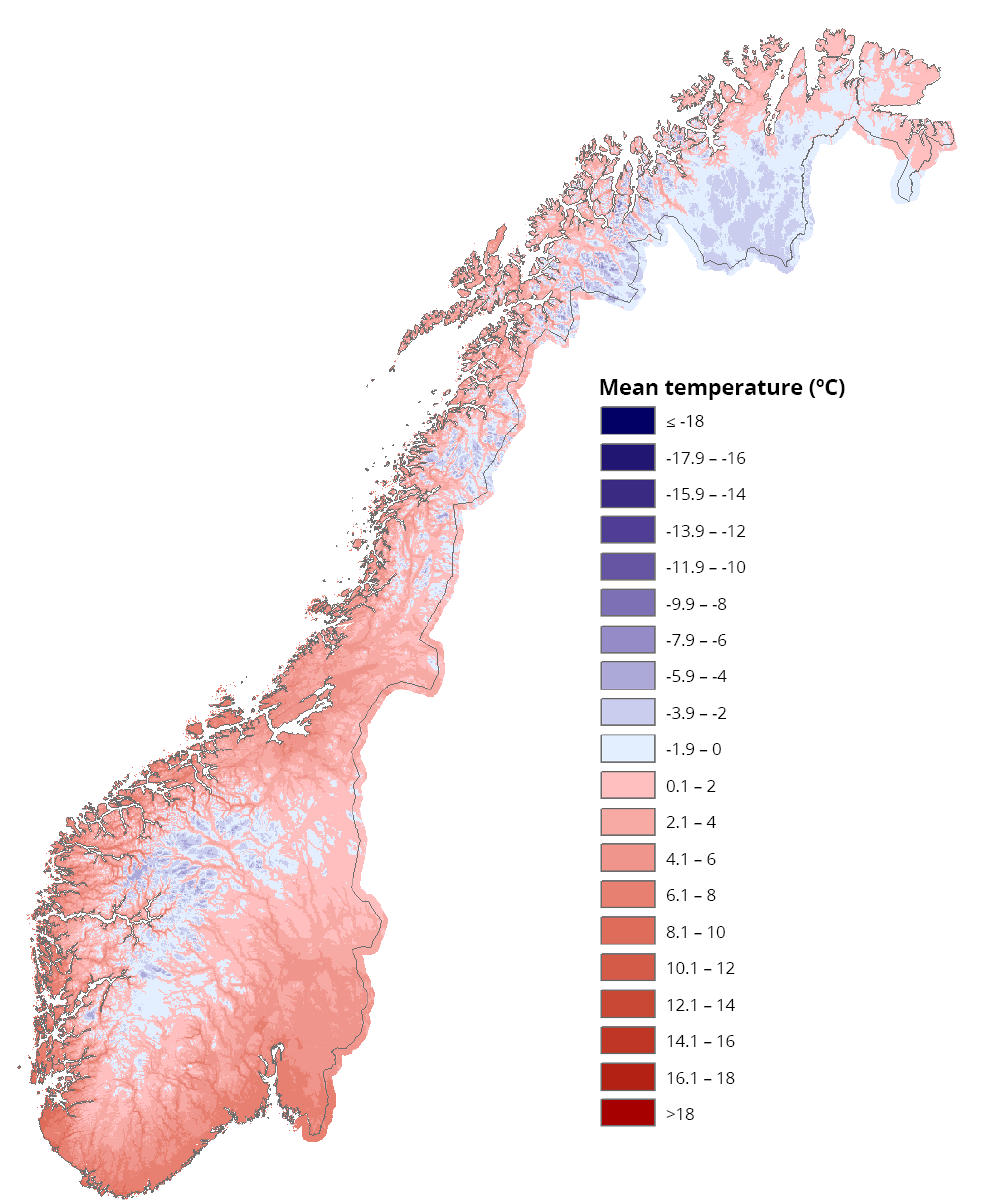 Mean temperature (ºC)
≤ -18
-17.9 – -16
-15.9 – -14
-13.9 – -12
-11.9 – -10
-9.9 – -8
-7.9 – -6
-5.9 – -4
-3.9 – -2
-1.9 – 0
0.1 – 2
2.1 – 4
4.1 – 6
6.1 – 8
8.1 – 10
10.1 – 12
12.1 – 14
14.1 – 16
16.1 – 18
>18